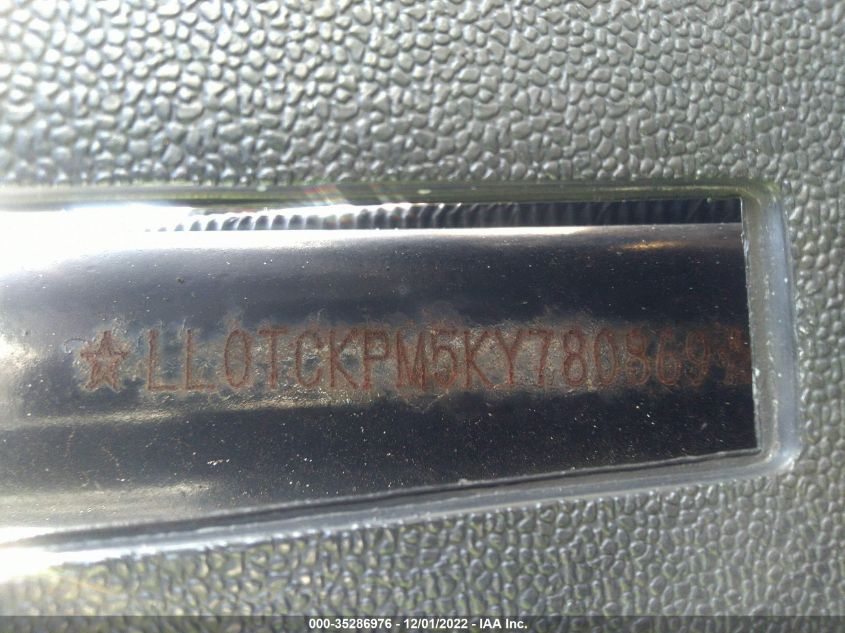 ☆LL0TCKPM5KY780869☆
000-35286976 - 12/01/2022 - IAA Inc.